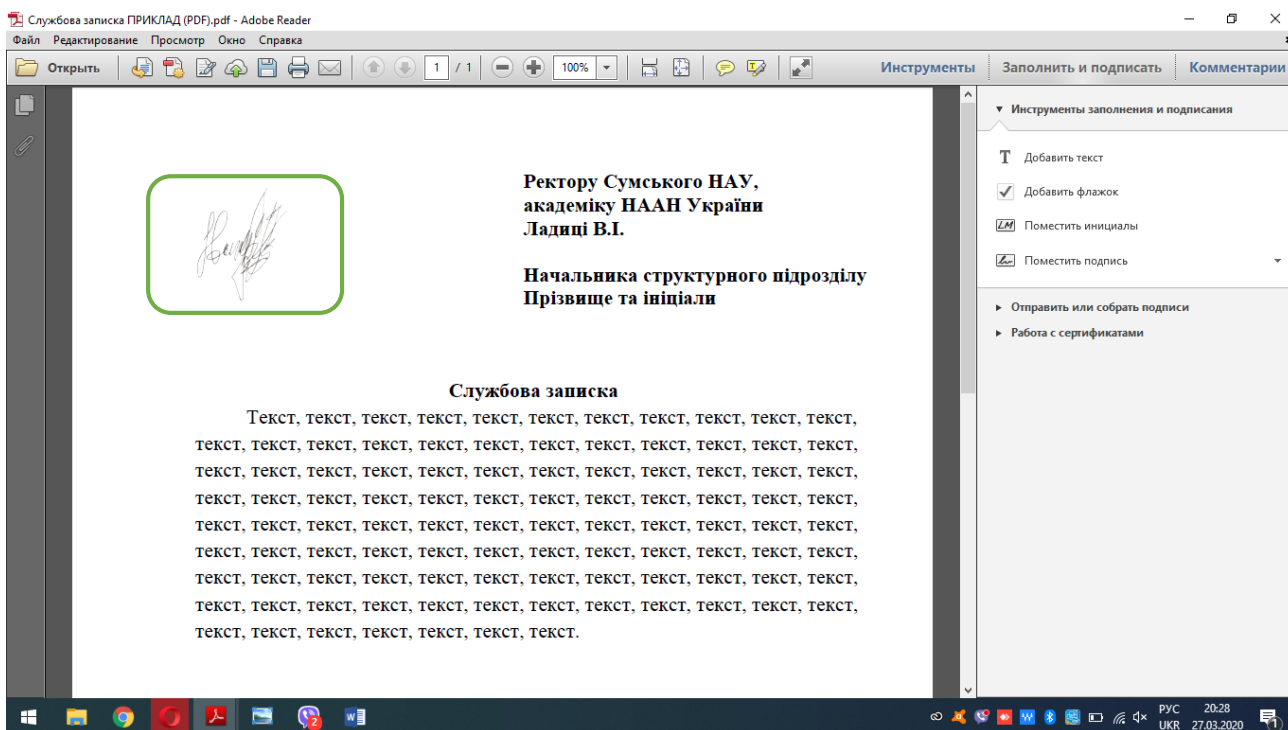 Службова записка ПРИКЛАД (PDF).pdf - Adobe Reader
Файл Редактирование Просмотр Окно Справка
Открыть 1 / 1 100% Инструменты Заполнить и подписать Комментарии
Инструменты заполнения и подписания
T Добавить текст
Добавить флажок
LM Поместить инициалы
Поместить подпись
Отправить или собрать подписи
Работа с сертификатами
Ректору Сумського НАУ,
академіку НААН України
Ладиці В.І.
Начальника структурного підрозділу
Прізвище та ініціали
Службова записка
Текст, текст, текст, текст, текст, текст, текст, текст, текст, текст, текст,
текст, текст, текст, текст, текст, текст, текст, текст, текст, текст, текст, текст,
текст, текст, текст, текст, текст, текст, текст, текст, текст, текст, текст, текст,
текст, текст, текст, текст, текст, текст, текст, текст, текст, текст, текст, текст,
текст, текст, текст, текст, текст, текст, текст, текст, текст, текст, текст, текст,
текст, текст, текст, текст, текст, текст, текст, текст, текст, текст, текст, текст,
текст, текст, текст, текст, текст, текст, текст, текст, текст, текст, текст, текст,
текст, текст, текст, текст, текст, текст, текст, текст, текст, текст, текст, текст,
текст, текст, текст, текст, текст, текст, текст.
2
РУС 20:28
UKR 27.03.2020 1